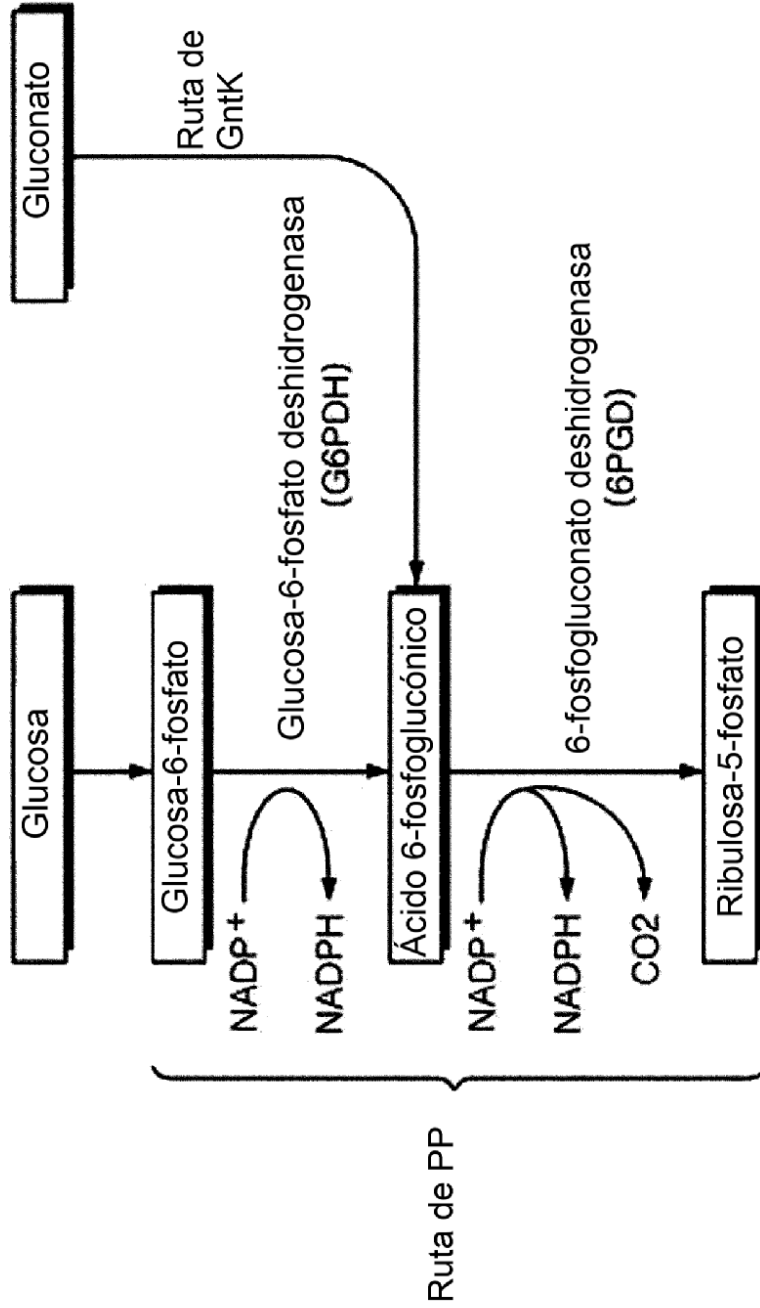 Glucosa
Gluconato
Ruta de
GntK
Glucosa-6-fosfato
NADP+
NADPH
Glucosa-6-fosfato deshidrogenasa
(G6PDH)
Ácido 6-fosfoglucónico
NADP+
NADPH
CO2
6-fosfogluconato deshidrogenasa
(6PGD)
Ribulosa-5-fosfato
Ruta de PP